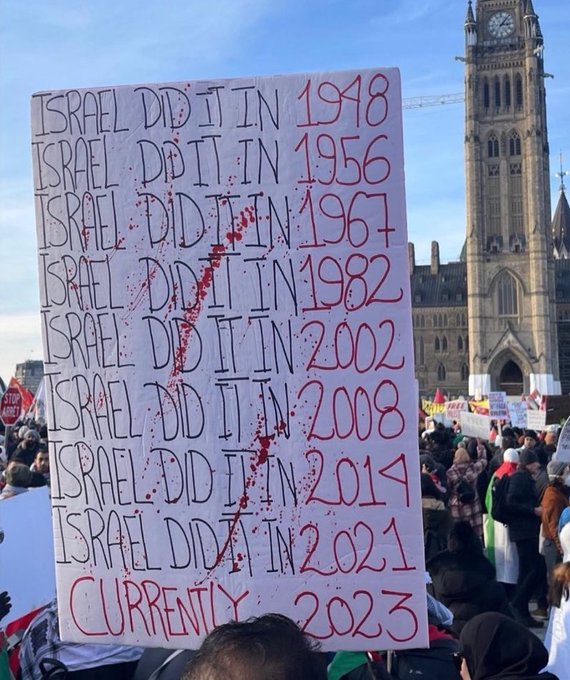 ISRAEL DID IT IN 1948
ISRAEL DID IT IN 1956
ISRAEL DID IT IN 1967
ISRAEL DID IT IN 1982
ISRAEL DID IT IN 2002
ISRAEL DID IT IN 2008
ISRAEL DID IT IN 2014
ISRAEL DID IT IN 2021
CURRENTLY 2023
STOP
ARRÊT
FREE